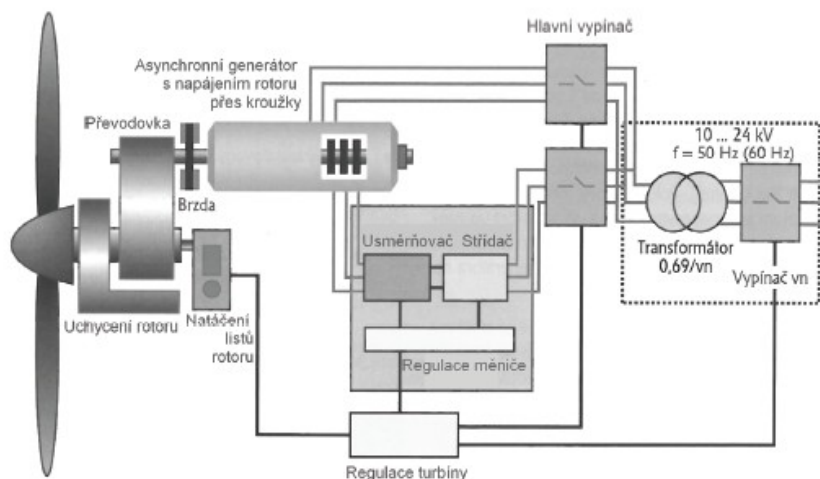 Hlavní vypínač
Asynchronní generátor
s napájením rotoru
přes kroužky
Převodovka
10 ... 24 kV
f = 50 Hz (60 Hz)
Brzda
Usměrňovač
Střídač
Transformátor
0,69/vn
Vypínač vn
Uchycení rotoru
Natáčení
listů
rotoru
Regulace měniče
Regulace turbíny